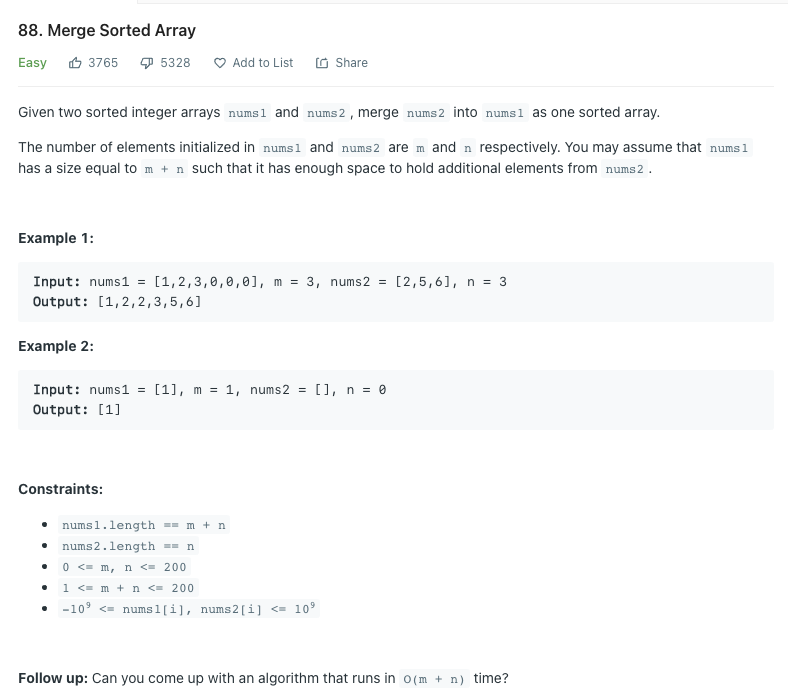 88. Merge Sorted Array
Easy 3765 5328 Add to List Share
Given two sorted integer arrays nums1 and nums2 , merge nums2 into nums1 as one sorted array.
The number of elements initialized in nums1 and nums2 are m and n respectively. You may assume that nums1
has a size equal to m + n such that it has enough space to hold additional elements from nums2 .
Example 1:
Input: nums1 = [1,2,3,0,0,0], m = 3, nums2 = [2,5,6], n = 3
Output: [1,2,2,3,5,6]
Example 2:
Input: nums1 = [1], m = 1, nums2 = [], n = 0
Output: [1]
Constraints:
• nums1.length == m + n
• nums2.length == n
• 0 <= m, n <= 200
• 1 <= m + n <= 200
• -10⁹ <= nums1[i], nums2[i] <= 10⁹
Follow up: Can you come up with an algorithm that runs in O(m + n) time?